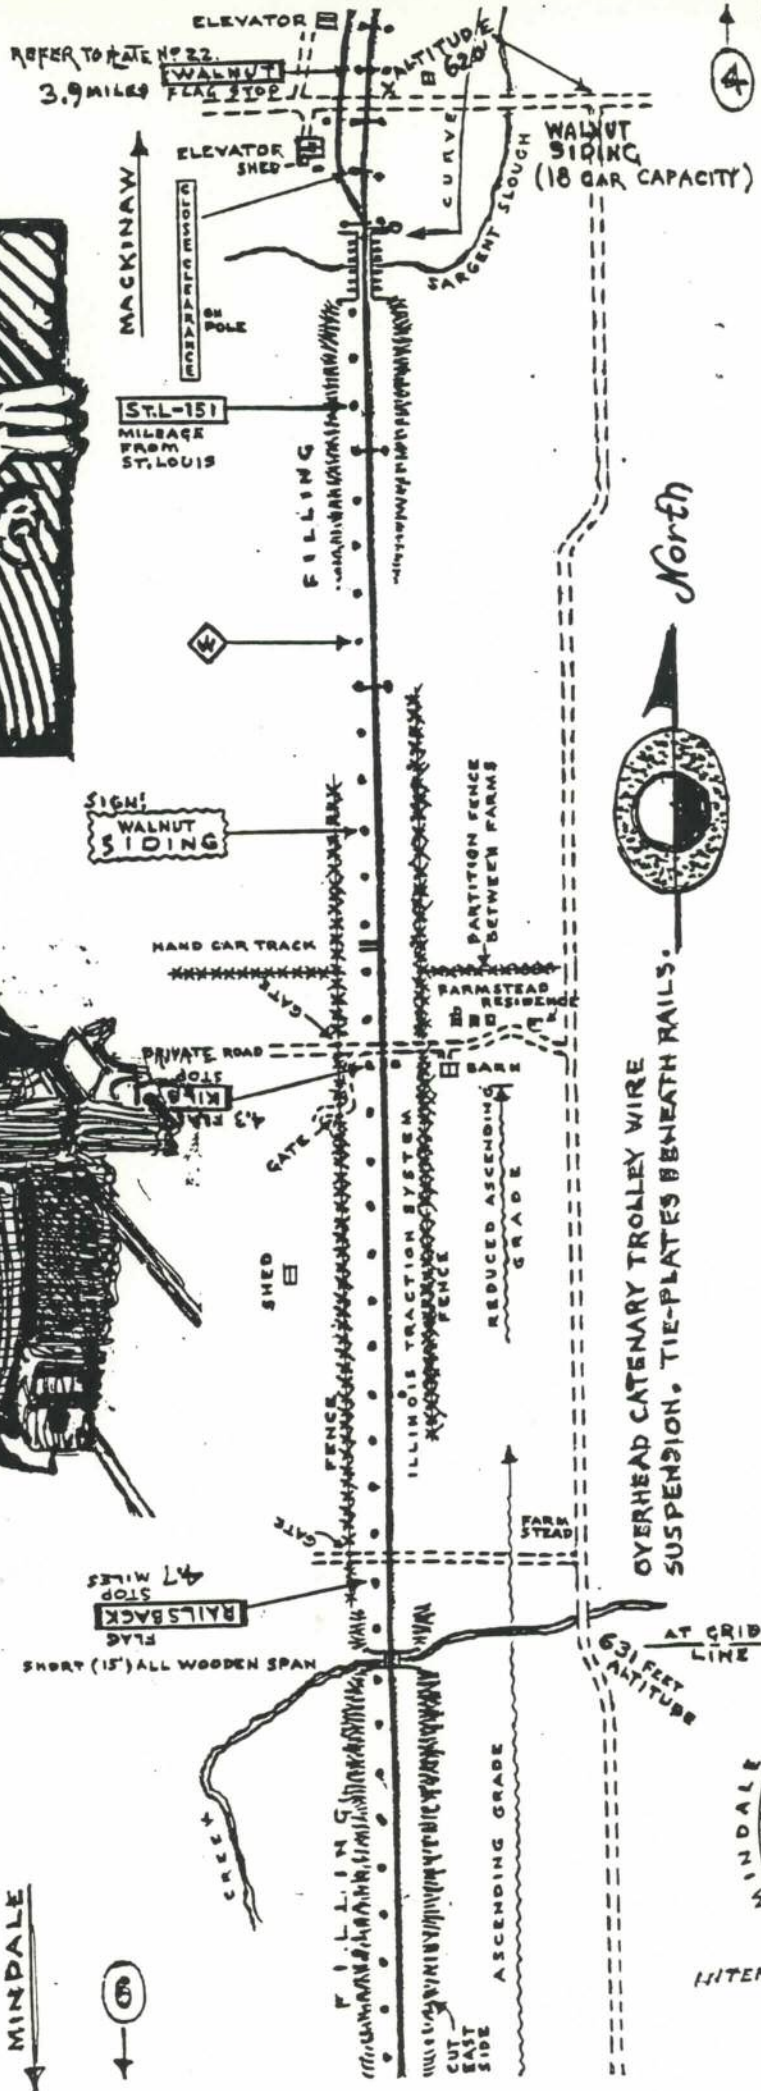 ELEVATOR
REFER TO PLATE Nº 22.
WALNUT
3.9 MILES FLAG STOP
ALTITUDE
620'
4
ELEVATOR
SHED
CURVE
WALNUT
SIDING
(18 CAR CAPACITY)
SARGENT SLOUGH
MACKINAW
CLOSE CLEARANCE
ON
POLE
ST.L-151
MILEAGE
FROM
ST. LOUIS
FILLING
W
North
SIGN:
WALNUT
SIDING
PARTITION FENCE
BETWEEN FARMS
HAND CAR TRACK
GATE
FARMSTEAD
RESIDENCE
PRIVATE ROAD
BARN
STOP
4.3 FLAG
GATE
SHED
ILLINOIS TRACTION SYSTEM
FENCE
REDUCED ASCENDING
GRADE
FENCE
OVERHEAD CATENARY TROLLEY WIRE
SUSPENSION. TIE-PLATES BENEATH RAILS.
GATE
FARM
STEAD
4.7 MILES
STOP
RAILSBACK
FLAG
SHORT (15') ALL WOODEN SPAN
631 FEET
ALTITUDE
AT GRID
LINE
CREEK
FILLING
ASCENDING GRADE
CUT
EAST
SIDE
MINDALE
6
MINDALE
INTER